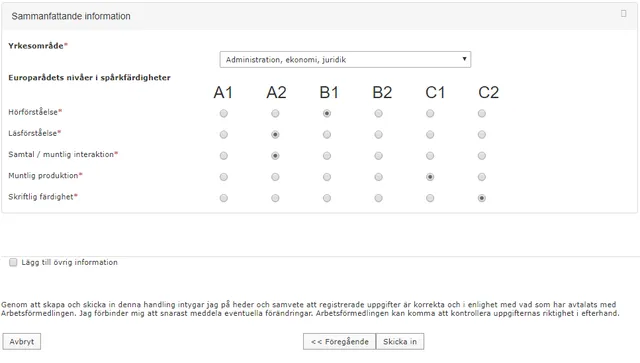 Sammanfattande information
Yrkesområde*
Administration, ekonomi, juridik
Europarådets nivåer i spårkfärdigheter
A1 A2 B1 B2 C1 C2
Hörförståelse*
Läsförståelse*
Samtal / muntlig interaktion*
Muntlig produktion*
Skriftlig färdighet*
Lägg till övrig information
Genom att skapa och skicka in denna handling intygar jag på heder och samvete att registrerade uppgifter är korrekta och i enlighet med vad som har avtalats med
Arbetsförmedlingen. Jag förbinder mig att snarast meddela eventuella förändringar. Arbetsförmedlingen kan komma att kontrollera uppgifternas riktighet i efterhand.
Avbryt << Föregående Skicka in